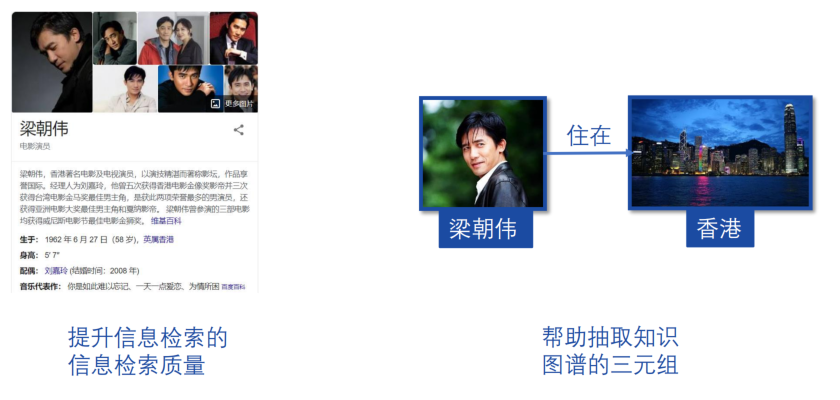 更多图片
梁朝伟
电影演员
梁朝伟，香港著名电影及电视演员，以演技精湛而著称影坛，作品享
誉国际。经理人为刘嘉玲，他曾五次获得香港电影金像奖影帝并三次
获得台湾电影金马奖最佳男主角，是获此两项荣誉最多的男演员，还
获得亚洲电影大奖最佳男主角和戛纳影帝。 梁朝伟曾参演的三部电影
均获得威尼斯电影节最佳电影金狮奖。 维基百科
生于： 1962 年 6 月 27 日（58 岁），英属香港
身高： 5' 7"
配偶： 刘嘉玲 (结婚时间：2008 年)
音乐代表作： 你是如此难以忘记、一天一点爱恋、为情所困 百度百科
提升信息检索的
信息检索质量
住在
梁朝伟
香港
帮助抽取知识
图谱的三元组